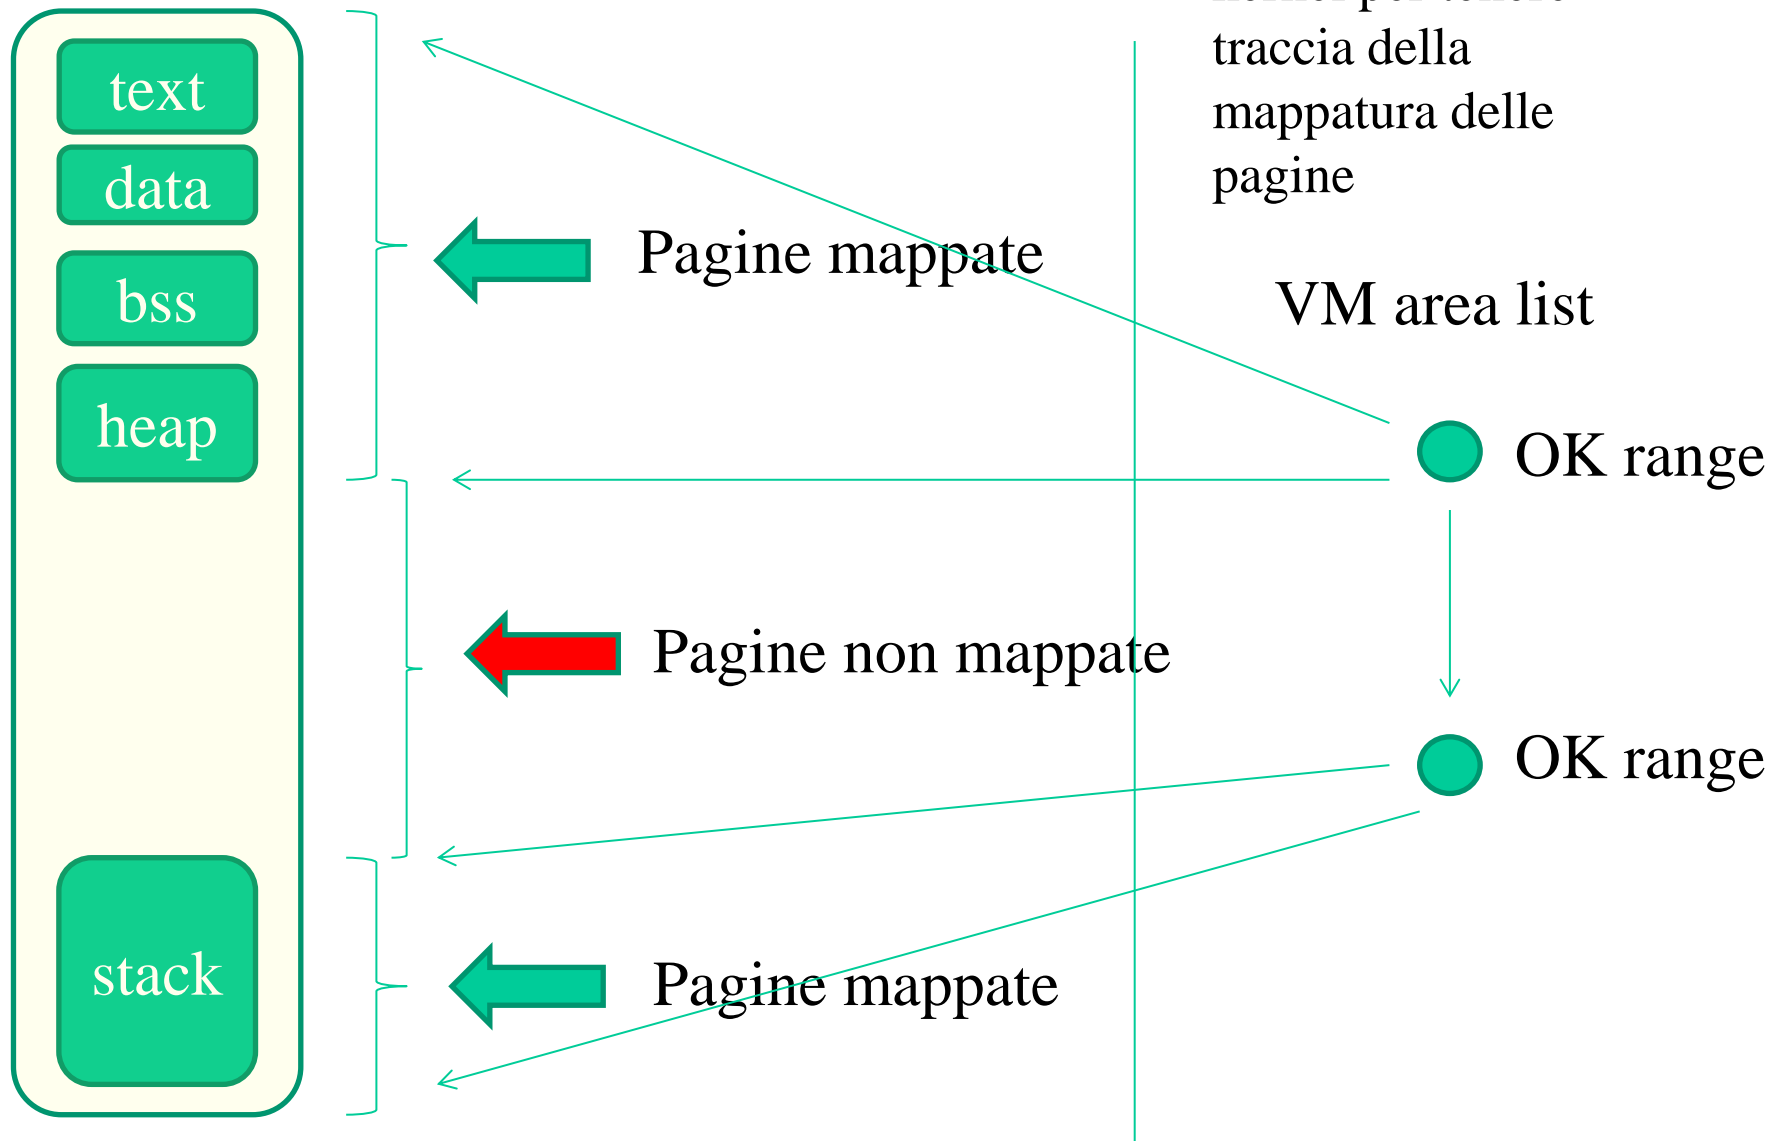 text
data
bss
heap
stack
Pagine mappate
Pagine non mappate
Pagine mappate
traccia della
mappatura delle
pagine
VM area list
OK range
OK range